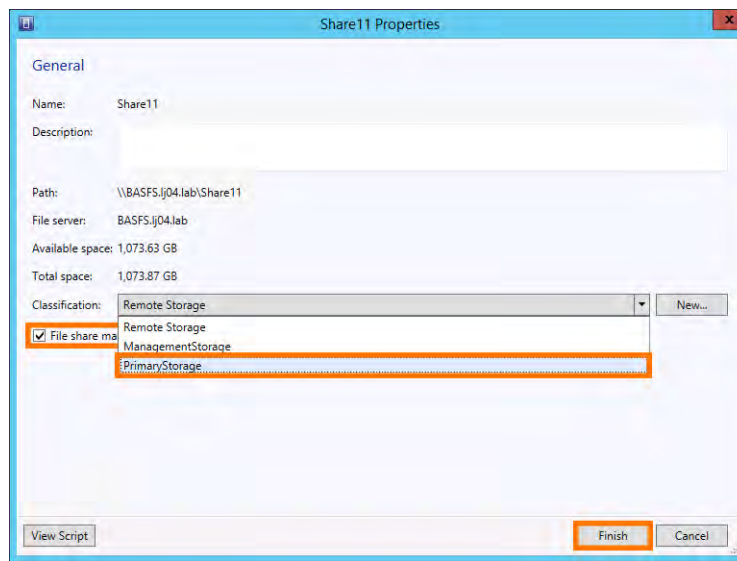 Share11 Properties
x
General
Name: Share11
Description:
Path: \\BASFS.lj04.lab\Share11
File server: BASFS.lj04.lab
Available space: 1,073.63 GB
Total space: 1,073.87 GB
Classification: Remote Storage New...
Remote Storage
File share ma
ManagementStorage
PrimaryStorage
View Script Finish Cancel